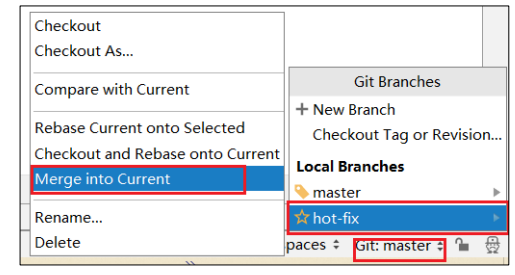 Checkout
Checkout As...
Compare with Current
Rebase Current onto Selected
Checkout and Rebase onto Current
Merge into Current
Rename...
Delete
Git Branches
+ New Branch
Checkout Tag or Revision...
Local Branches
master
hot-fix
paces
Git: master